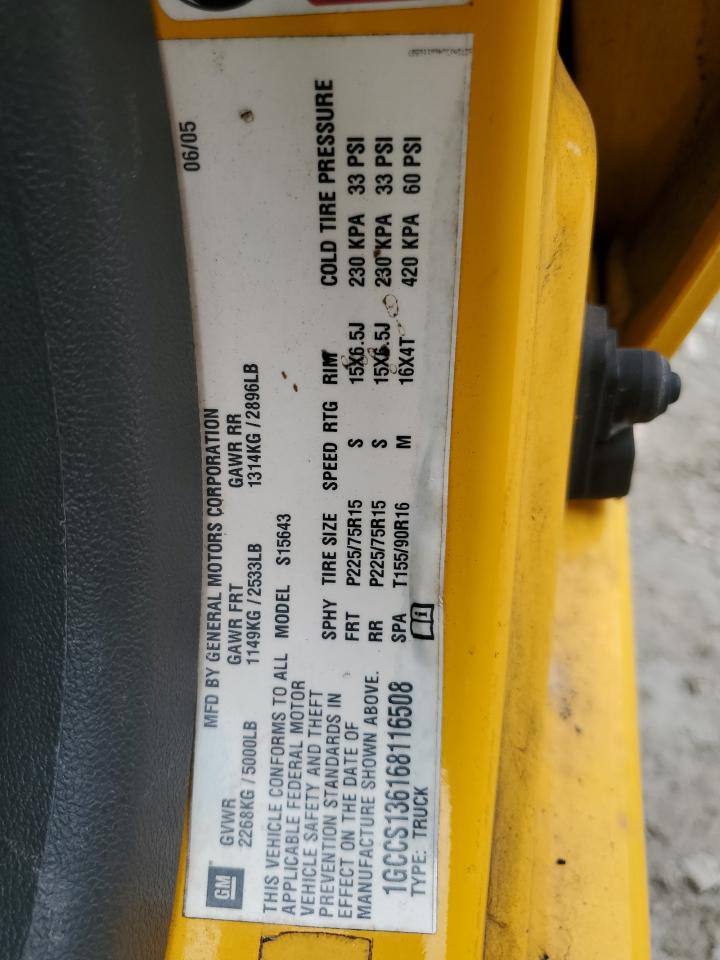 MFD BY GENERAL MOTORS CORPORATION 06/05
GM
GVWR GAWR FRT GAWR RR
2268KG/5000LB 1149KG/2533LB 1314KG/2896LB
THIS VEHICLE CONFORMS TO ALL
APPLICABLE FEDERAL MOTOR
VEHICLE SAFETY AND THEFT
PREVENTION STANDARDS IN
EFFECT ON THE DATE OF
MANUFACTURE SHOWN ABOVE.
1GCCS136168116508
TYPE: TRUCK
MODEL S15643
SPHY TIRE SIZE SPEED RTG RIM COLD TIRE PRESSURE
FRT P225/75R15 S 15X6.5J 230 KPA 33 PSI
RR P225/75R15 S 15X6.5J 230 KPA 33 PSI
SPA T155/90R16 M 16X4T 420 KPA 60 PSI